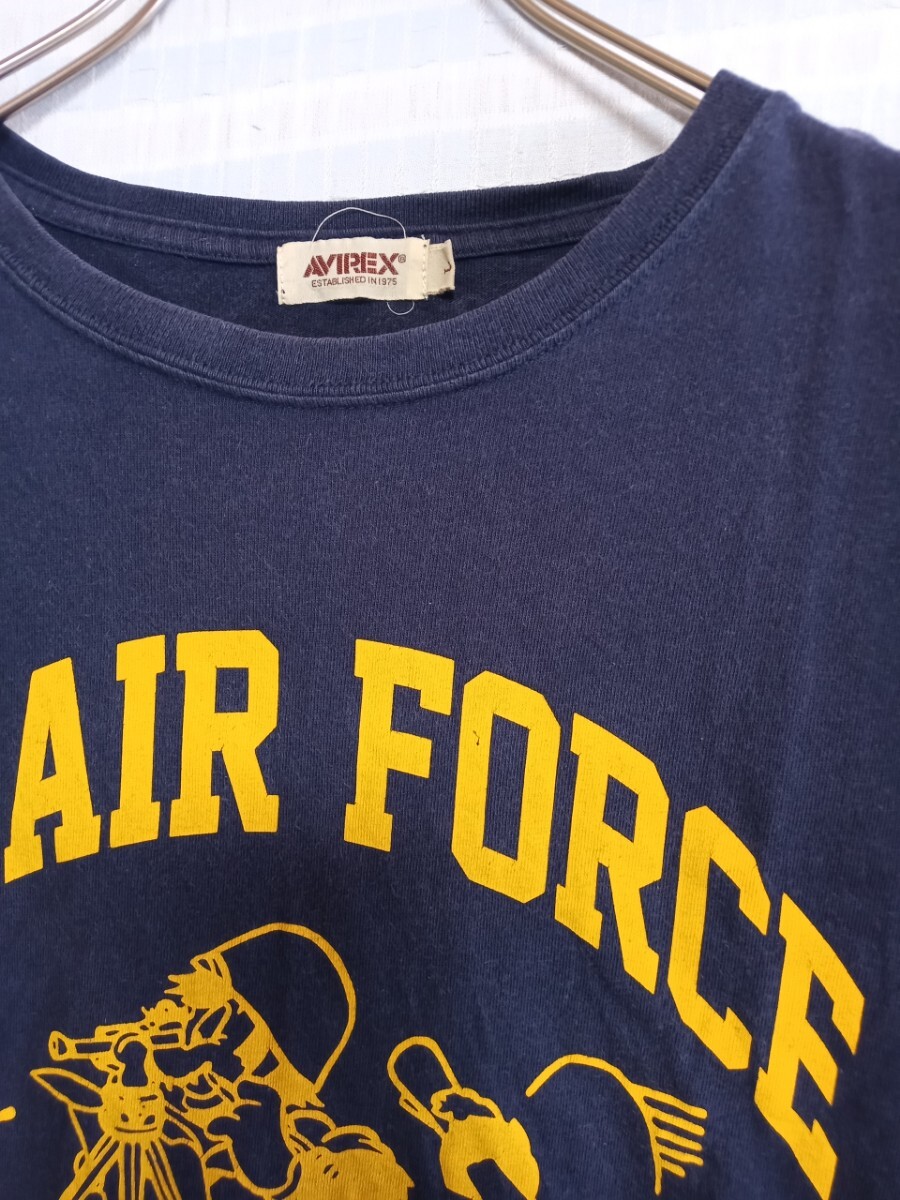 AVIREX®
ESTABLISHED IN 1975
L
AIR FORCE